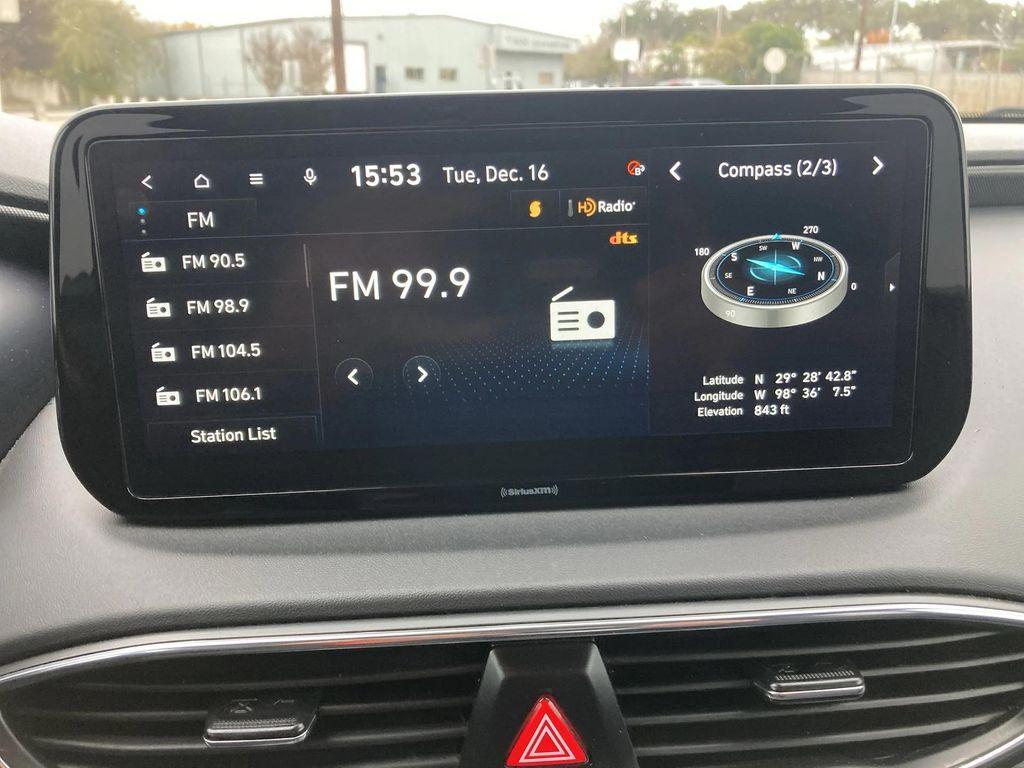 15:53 Tue, Dec. 16
B
FM
HD Radio
dts
FM 90.5
FM 98.9
FM 104.5
FM 106.1
Station List
FM 99.9
Compass (2/3)
270
180
SW W NW
S N
SE
E NE
0
90
Latitude N 29° 28' 42.8"
Longitude W 98° 36' 7.5"
Elevation 843 ft
((SiriusXM))